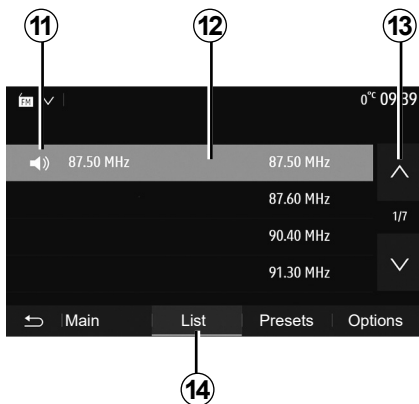 11 12 13
FM 0°C 09:39
87.50 MHz 87.50 MHz
87.60 MHz
1/7
90.40 MHz
91.30 MHz
Main List Presets Options
14